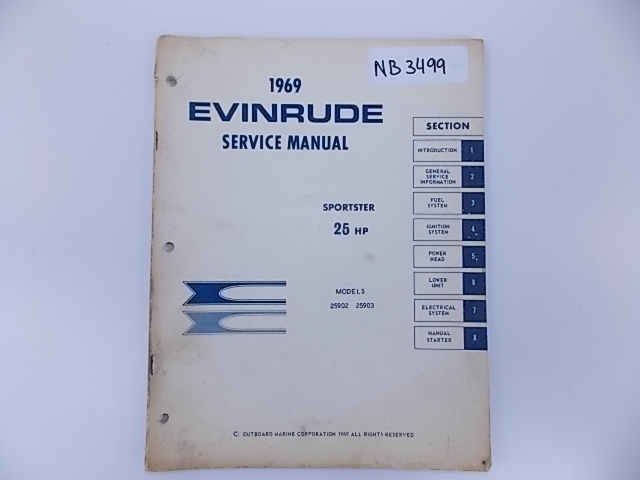 NB 3499
1969
EVINRUDE
SERVICE MANUAL
SPORTSTER
25 HP
MODELS
25902 25903
SECTION
INTRODUCTION 1
GENERAL
SERVICE
INFORMATION
2
FUEL
SYSTEM
3
IGNITION
SYSTEM
4
POWER
HEAD
5
LOWER
UNIT
6
ELECTRICAL
SYSTEM
7
MANUAL
STARTER
8
© OUTBOARD MARINE CORPORATION 1969 ALL RIGHTS RESERVED